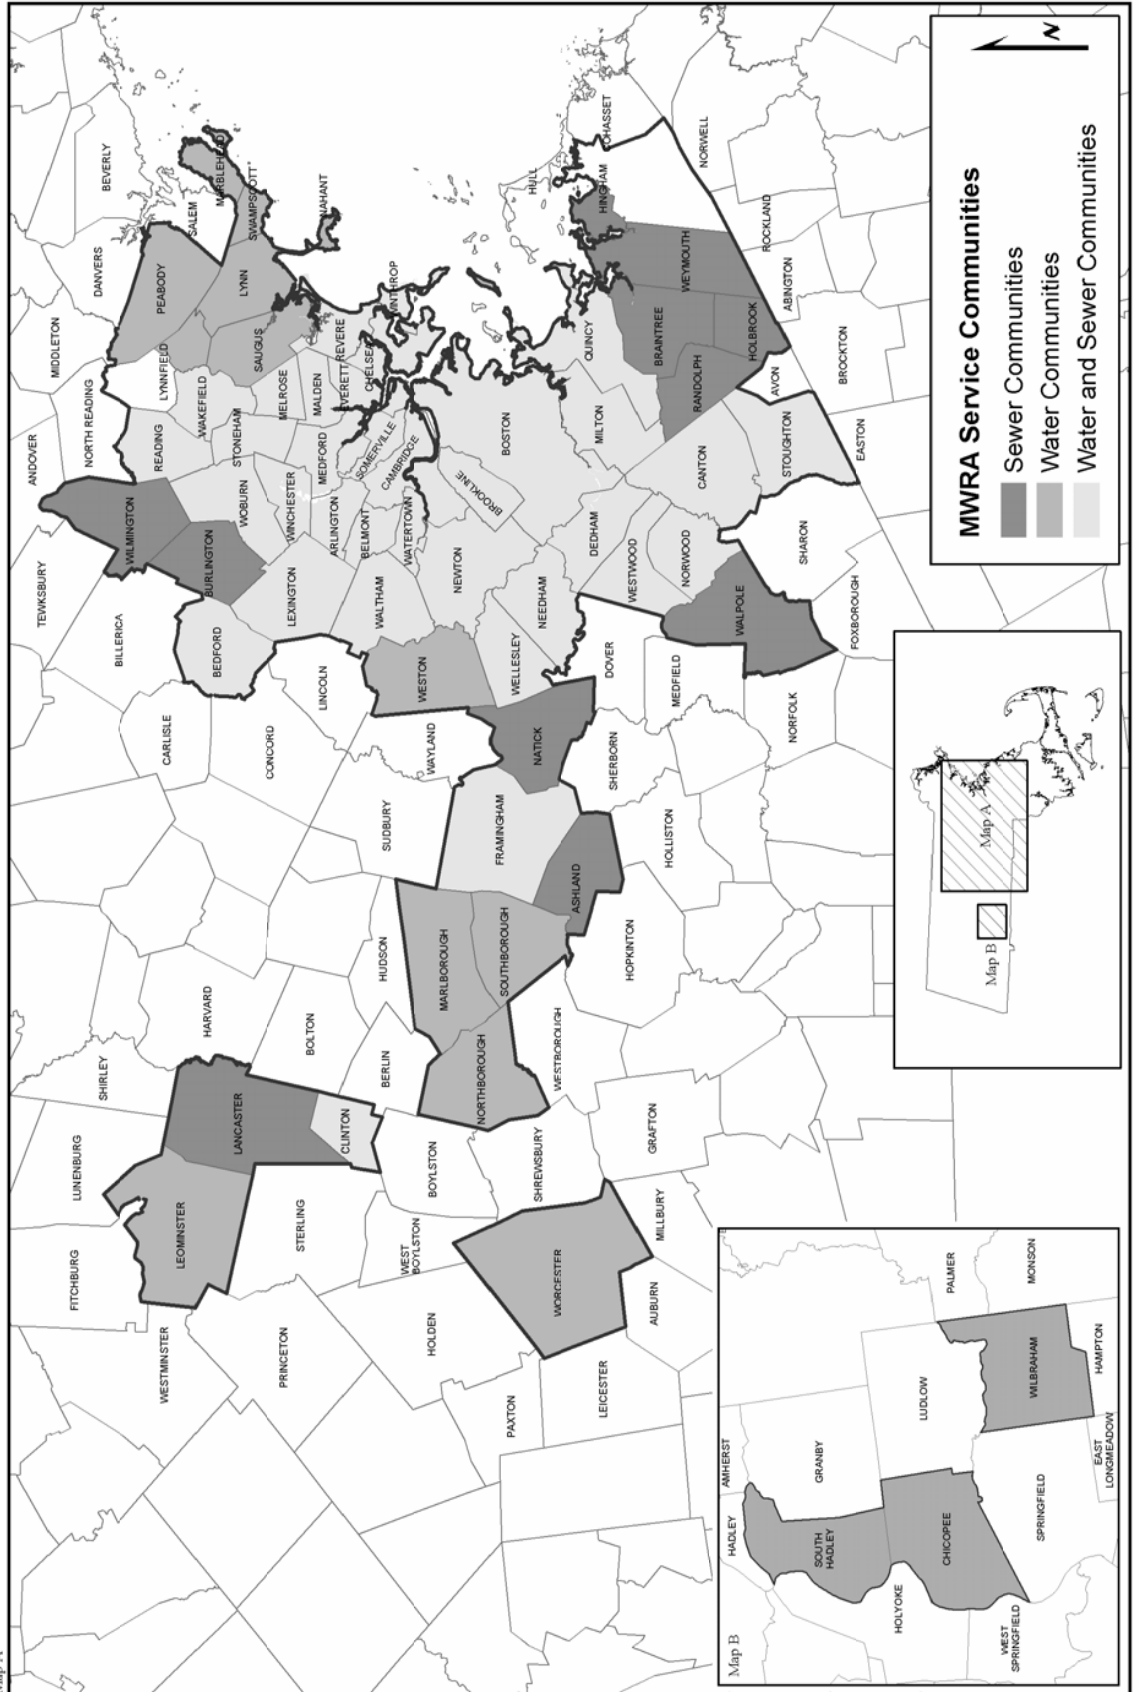 MWRA Service Communities
Sewer Communities
Water Communities
Water and Sewer Communities
N
ANDOVER
MIDDLETON
NORTH READING
DANVERS
BEVERLY
TEWKSBURY
WILMINGTON
LYNNFIELD
PEABODY
SALEM
MARBLEHEAD
BILLERICA
BURLINGTON
READING
WAKEFIELD
LYNN
SWAMPSCOTT
NAHANT
CARLISLE
BEDFORD
WOBURN
STONEHAM
SAUGUS
MELROSE
CONCORD
LEXINGTON
WINCHESTER
MEDFORD
MALDEN
REVERE
EVERETT
CHELSEA
WINTHROP
LINCOLN
ARLINGTON
BELMONT
SOMERVILLE
CAMBRIDGE
WALTHAM
WATERTOWN
WESTON
NEWTON
BROOKLINE
BOSTON
HULL
WAYLAND
WELLESLEY
NEEDHAM
DEDHAM
MILTON
QUINCY
HINGHAM
COHASSET
SUDBURY
NATICK
DOVER
WESTWOOD
NORWOOD
CANTON
BRAINTREE
WEYMOUTH
NORWELL
RANDOLPH
HOLBROOK
ROCKLAND
ABINGTON
AVON
BROCKTON
STOUGHTON
EASTON
SHARON
WALPOLE
FOXBOROUGH
NORFOLK
MEDFIELD
SHERBORN
HOLLISTON
FRAMINGHAM
ASHLAND
HOPKINTON
MARLBOROUGH
SOUTHBOROUGH
NORTHBOROUGH
WESTBOROUGH
HUDSON
BERLIN
BOLTON
HARVARD
SHIRLEY
LUNENBURG
LANCASTER
CLINTON
LEOMINSTER
FITCHBURG
STERLING
BOYLSTON
WEST
BOYLSTON
SHREWSBURY
GRAFTON
MILLBURY
WORCESTER
AUBURN
HOLDEN
PRINCETON
WESTMINSTER
PAXTON
LEICESTER
Map A
Map B
Map B
HADLEY
AMHERST
SOUTH
HADLEY
GRANBY
HOLYOKE
CHICOPEE
LUDLOW
PALMER
WEST
SPRINGFIELD
SPRINGFIELD
WILBRAHAM
MONSON
EAST
LONGMEADOW
HAMPTON